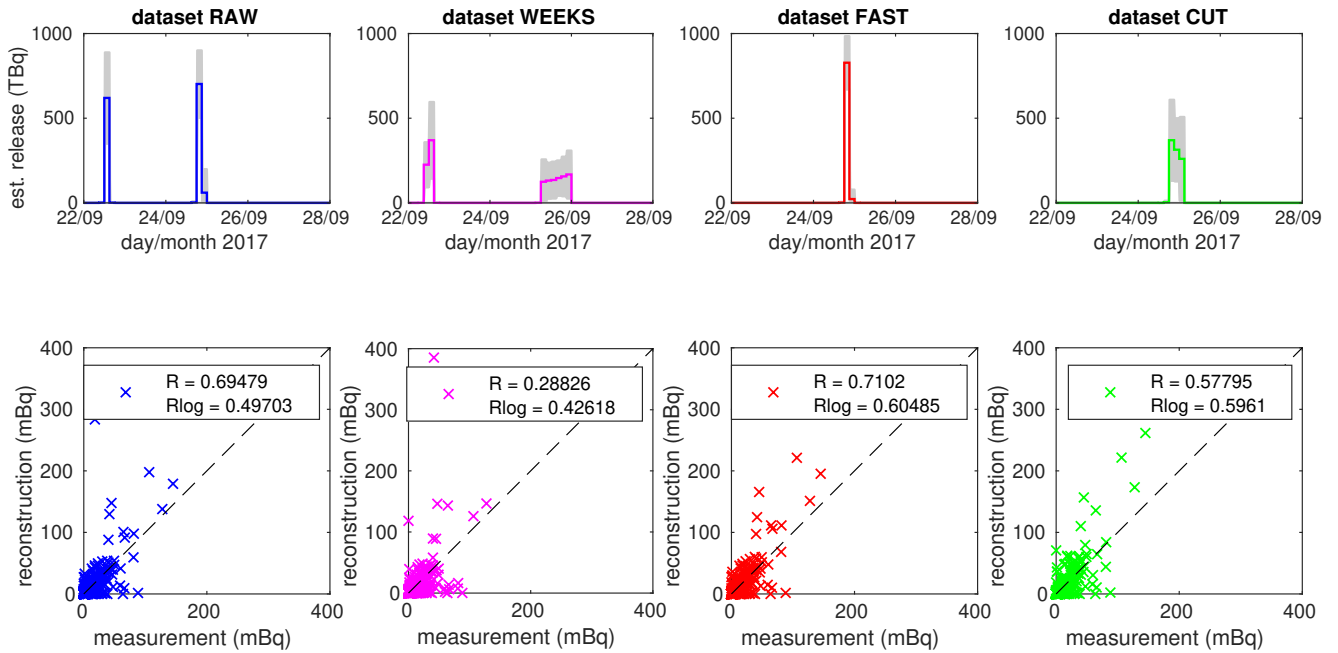 dataset RAW
dataset WEEKS
dataset FAST
dataset CUT
est. release (TBq)
1000
500
0
22/09 24/09 26/09 28/09
day/month 2017
1000
500
0
22/09 24/09 26/09 28/09
day/month 2017
1000
500
0
22/09 24/09 26/09 28/09
day/month 2017
1000
500
0
22/09 24/09 26/09 28/09
day/month 2017
reconstruction (mBq)
400
300
200
100
0
R = 0.69479
Rlog = 0.49703
0 200 400
measurement (mBq)
reconstruction (mBq)
400
300
200
100
0
R = 0.28826
Rlog = 0.42618
0 200 400
measurement (mBq)
reconstruction (mBq)
400
300
200
100
0
R = 0.7102
Rlog = 0.60485
0 200 400
measurement (mBq)
reconstruction (mBq)
400
300
200
100
0
R = 0.57795
Rlog = 0.5961
0 200 400
measurement (mBq)